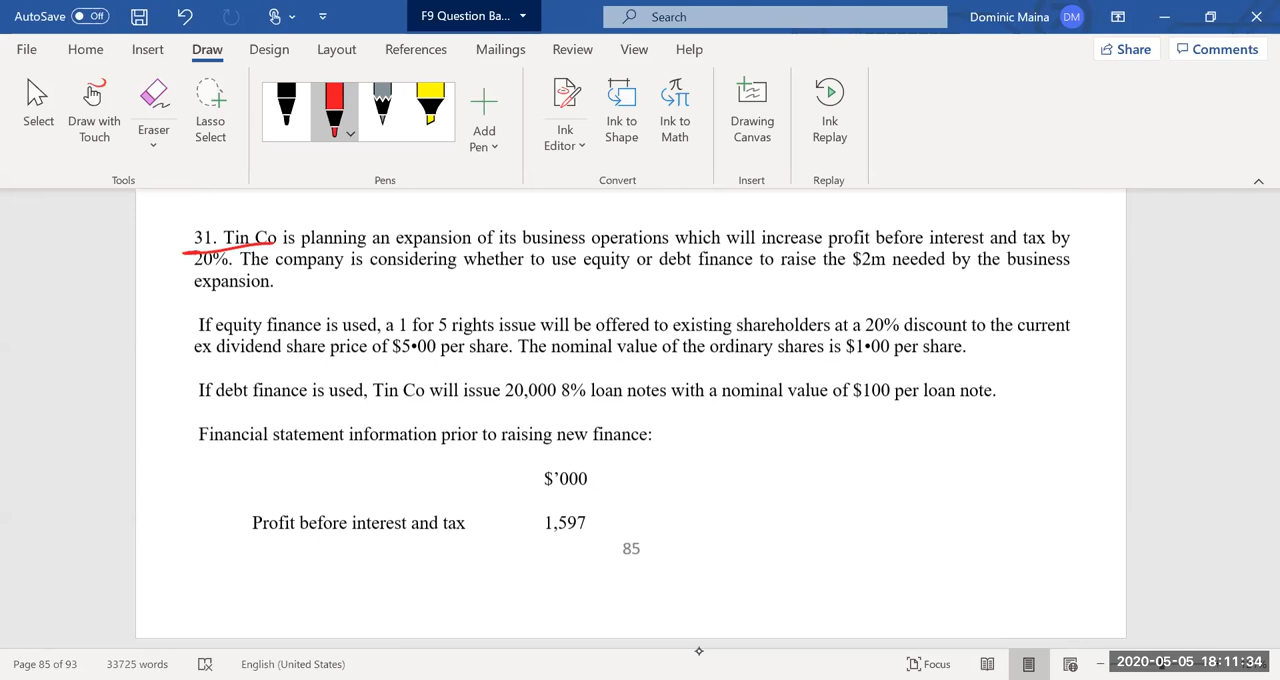 AutoSave Off
F9 Question Ba...
Search
Dominic Maina DM
File Home Insert Draw Design Layout References Mailings Review View Help Share Comments
Select
Draw with Touch
Eraser
Lasso Select
Add Pen
Ink Editor
Ink to Shape
Ink to Math
Drawing Canvas
Ink Replay
Tools Pens Convert Insert Replay
31. Tin Co is planning an expansion of its business operations which will increase profit before interest and tax by
20%. The company is considering whether to use equity or debt finance to raise the $2m needed by the business
expansion.
If equity finance is used, a 1 for 5 rights issue will be offered to existing shareholders at a 20% discount to the current
ex dividend share price of $5•00 per share. The nominal value of the ordinary shares is $1•00 per share.
If debt finance is used, Tin Co will issue 20,000 8% loan notes with a nominal value of $100 per loan note.
Financial statement information prior to raising new finance:
$’000
Profit before interest and tax 1,597
85
Page 85 of 93 33725 words English (United States) Focus 2020-05-05 18:11:34